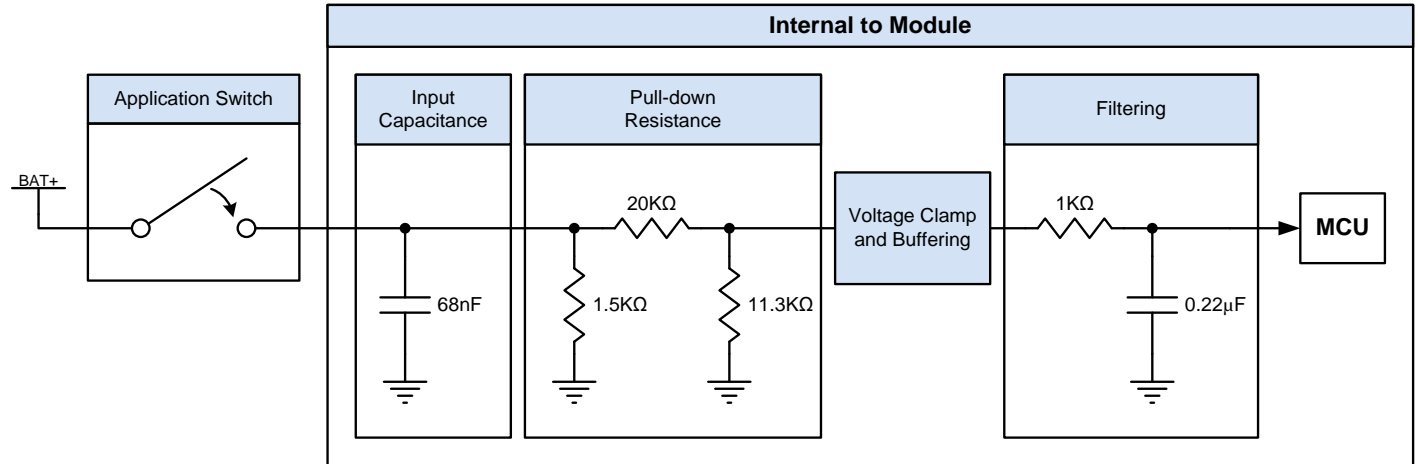 Internal to Module
Application Switch
Input
Capacitance
Pull-down
Resistance
Filtering
BAT+
20KΩ
Voltage Clamp
and Buffering
1KΩ
MCU
68nF
1.5KΩ
11.3KΩ
0.22µF